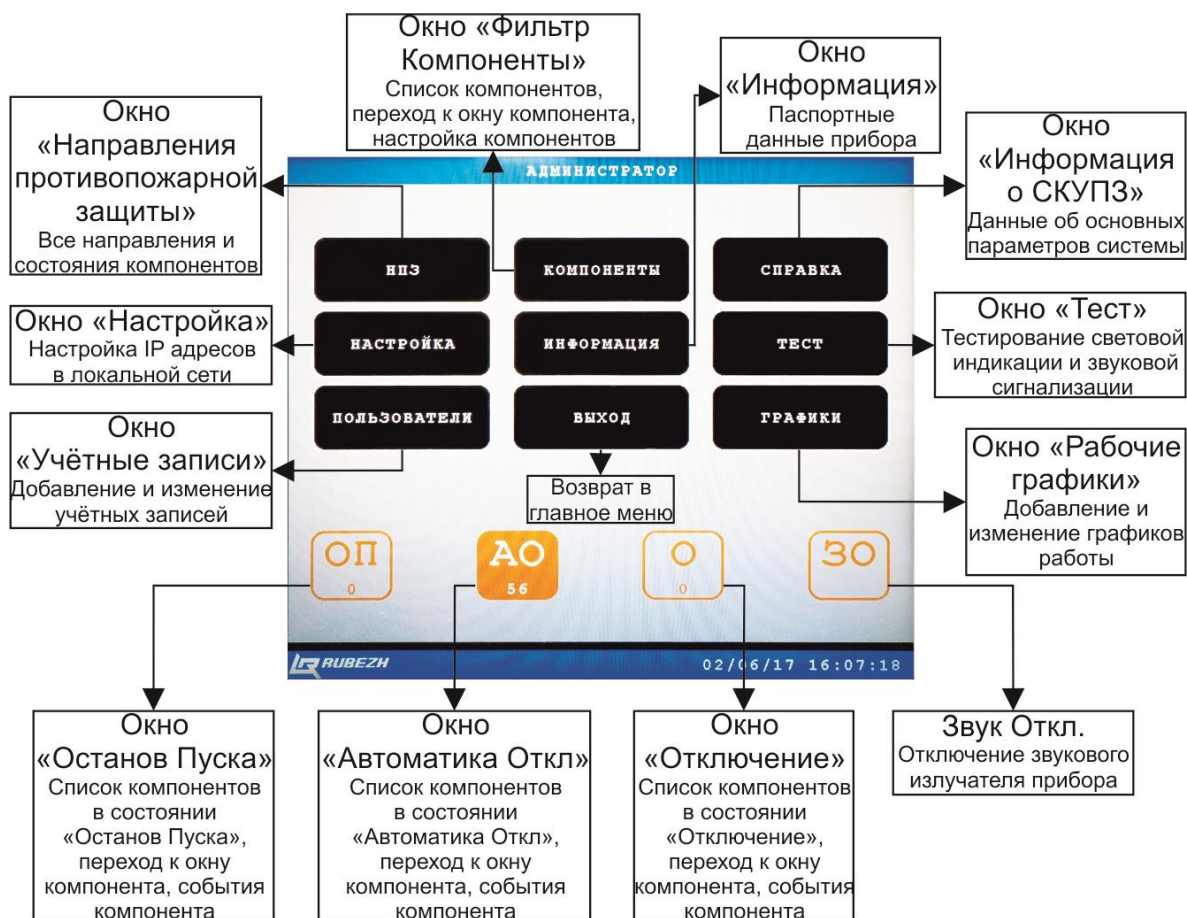 Окно «Фильтр
Компоненты»
Список компонентов,
переход к окну компонента,
настройка компонентов
Окно
«Информация»
Паспортные
данные прибора
Окно
«Направления
противопожарной
защиты»
Все направления и
состояния компонентов
Окно
«Информация
о СКУПЗ»
Данные об основных
параметров системы
АДМИНИСТРАТОР
НПЗ
КОМПОНЕНТЫ
СПРАВКА
Окно «Настройка»
Настройка IP адресов
в локальной сети
НАСТРОЙКА
ИНФОРМАЦИЯ
ТЕСТ
Окно «Тест»
Тестирование световой
индикации и звуковой
сигнализации
ПОЛЬЗОВАТЕЛИ
ВЫХОД
ГРАФИКИ
Окно
«Учётные записи»
Добавление и изменение
учётных записей
Возврат в
главное меню
Окно «Рабочие
графики»
Добавление и
изменение графиков
работы
ОП
0
АО
56
О
0
ЗО
RUBEZH
02/06/17 16:07:18
Окно
«Останов Пуска»
Список компонентов
в состоянии
«Останов Пуска»,
переход к окну
компонента, события
компонента
Окно
«Автоматика Откл»
Список компонентов
в состоянии
«Автоматика Откл»,
переход к окну
компонента, события
компонента
Окно
«Отключение»
Список компонентов
в состоянии
«Отключение»,
переход к окну
компонента, события
компонента
Звук Откл.
Отключение звукового
излучателя прибора